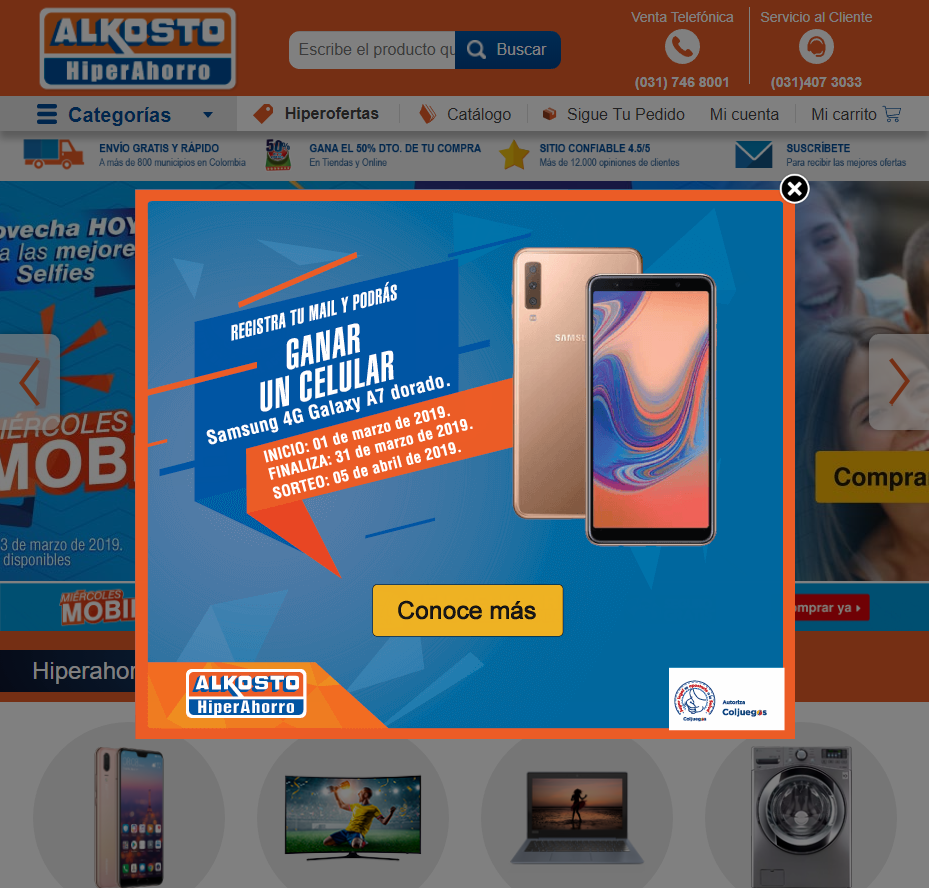 ALKOSTO
HiperAhorro
Escribe el producto qu
Buscar
Venta Telefónica
(031) 746 8001
Servicio al Cliente
(031)407 3033
Categorías
Hiperofertas
Catálogo
Sigue Tu Pedido
Mi cuenta
Mi carrito
ENVÍO GRATIS Y RÁPIDO
A más de 800 municipios en Colombia
50%
GANA EL 50% DTO. DE TU COMPRA
En Tiendas y Online
SITIO CONFIABLE 4.5/5
Más de 12.000 opiniones de clientes
SUSCRÍBETE
Para recibir las mejores ofertas
ovecha HOY
a las mejore
Selfies
REGISTRA TU MAIL Y PODRÁS
GANAR
UN CELULAR
Samsung 4G Galaxy A7 dorado.
INICIO: 01 de marzo de 2019.
FINALIZA: 31 de marzo de 2019.
SORTEO: 05 de abril de 2019.
SAMS
IÉRCOLES
MOBI
3 de marzo de 2019.
disponibles
Compra
Conoce más
MIÉRCOLES
MOBI
mprar ya
Hiperahor
ALKOSTO
HiperAhorro
Coljuegos
Autoriza
Coljuegos